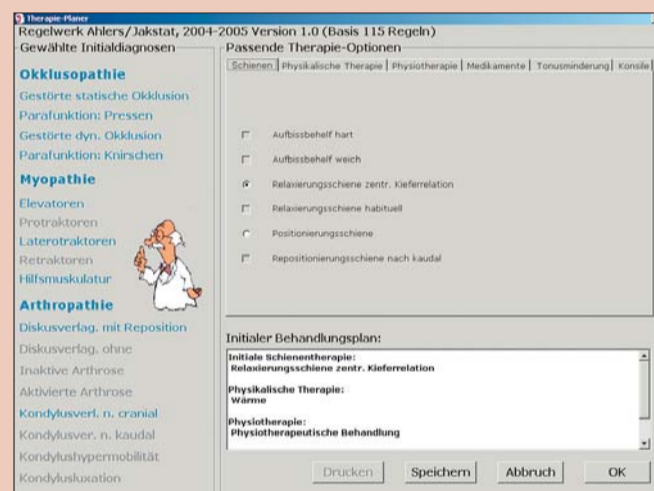 Therapie-Planer
Regelwerk Ahlers/Jakstat, 2004-2005 Version 1.0 (Basis 115 Regeln)
Gewählte Initialdiagnosen
Okklusopathie
Gestörte statische Okklusion
Parafunktion: Pressen
Gestörte dyn. Okklusion
Parafunktion: Knirschen
Myopathie
Elevatoren
Protraktoren
Laterotraktoren
Retraktoren
Hilfsmuskulatur
Arthropathie
Diskusverlag. mit Reposition
Diskusverlag. ohne
Inaktive Arthrose
Aktivierte Arthrose
Kondylusverl. n. cranial
Kondylusver. n. kaudal
Kondylushypermobilität
Kondylusluxation
Passende Therapie-Optionen
Schienen Physikalische Therapie Physiotherapie Medikamente Tonusminderung Konsile
Aufbissbehelf hart
Aufbissbehelf weich
Relaxierungsschiene zentr. Kieferrelation
Relaxierungsschiene habituell
Positionierungsschiene
Repositionierungsschiene nach kaudal
Initialer Behandlungsplan:
Initiale Schienentherapie:
Relaxierungsschiene zentr. Kieferrelation
Physikalische Therapie:
Wärme
Physiotherapie:
Physiotherapeutische Behandlung
Drucken Speichern Abbruch OK